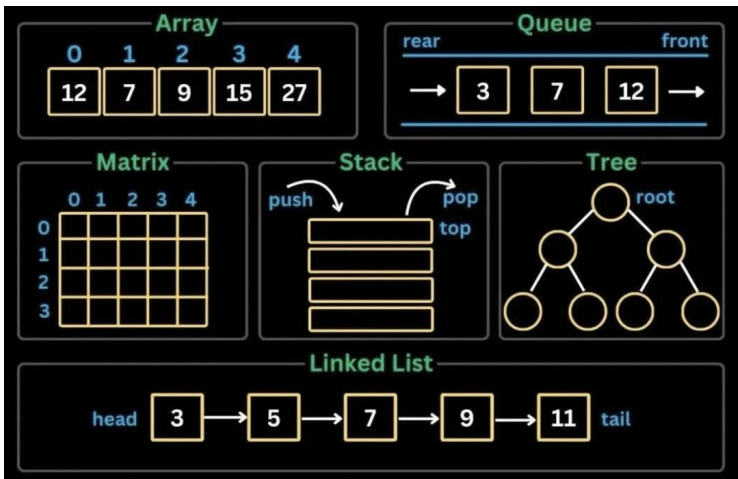 Array
0 1 2 3 4
12 7 9 15 27
Queue
rear front
3 7 12
Matrix
0 1 2 3 4
0
1
2
3
Stack
push pop
top
Tree
root
Linked List
head 3 5 7 9 11 tail